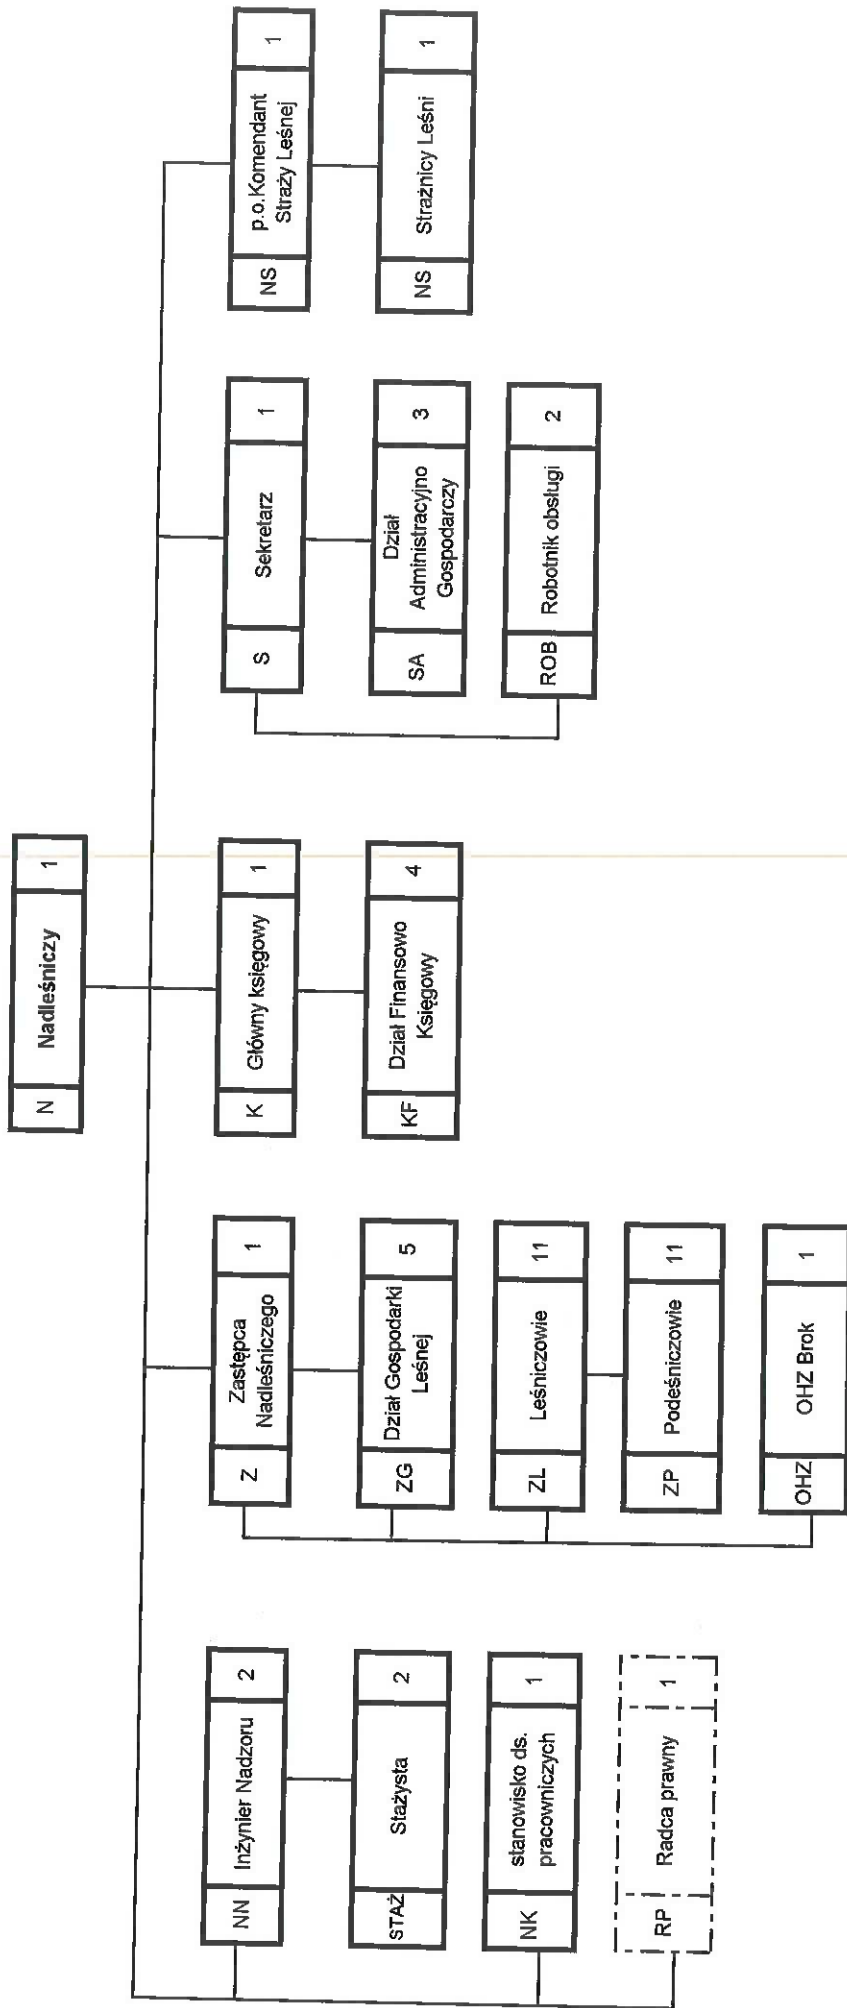 N
Nadleśniczy
1
NN
Inżynier Nadzoru
2
STAŻ
Stażysta
2
NK
stanowisko ds.
pracowniczych
1
RP
Radca prawny
1
Z
Zastępca
Nadleśniczego
1
ZG
Dział Gospodarki
Leśnej
5
ZL
Leśniczowie
11
ZP
Podeśniczowie
11
OHZ
OHZ Brok
1
K
Główny księgowy
1
KF
Dział Finansowo
Księgowy
4
S
Sekretarz
1
SA
Dział
Administracyjno
Gospodarczy
3
ROB
Robotnik obsługi
2
NS
p.o. Komendant
Straży Leśnej
1
NS
Strażnicy Leśni
1